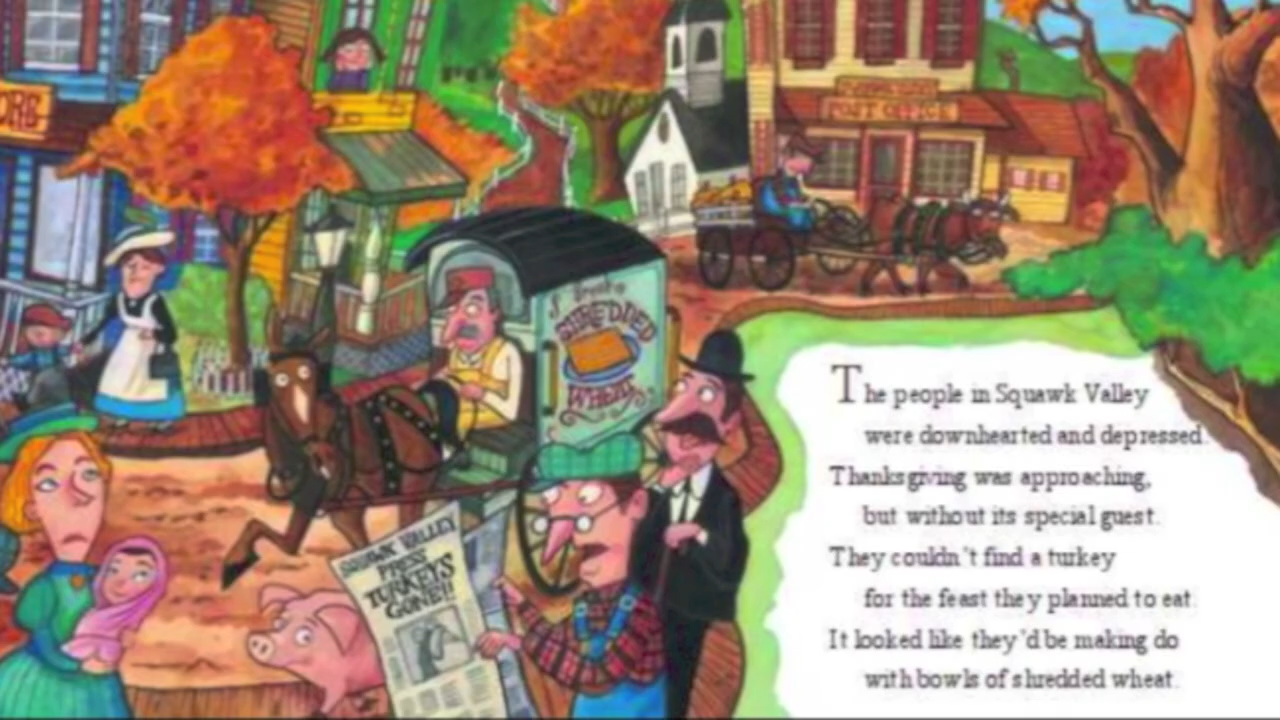 POST OFFICE
SHREDDED
WHEAT
The people in Squawk Valley
were downhearted and depressed.
Thanksgiving was approaching,
but without its special guest.
They couldn't find a turkey
for the feast they planned to eat.
It looked like they'd be making do
with bowls of shredded wheat.
SQUAWK VALLEY
PRESS
TURKEYS
GONE!!